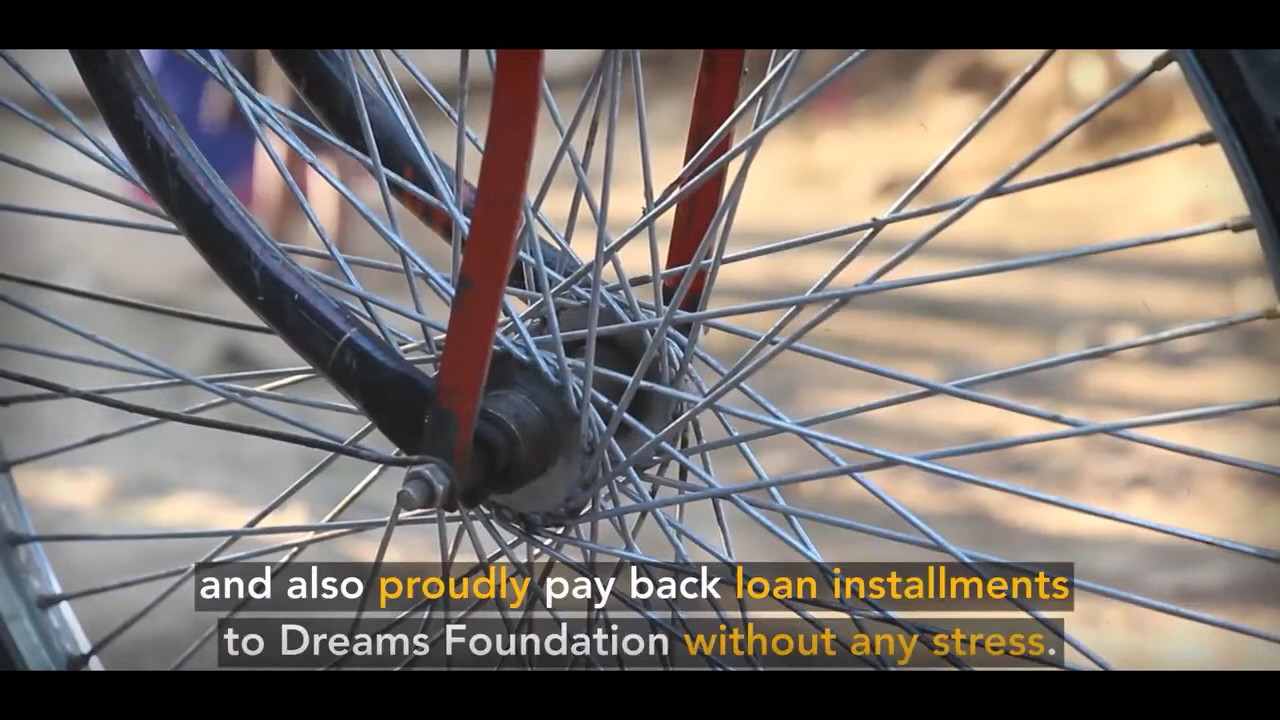 and also proudly pay back loan installments
to Dreams Foundation without any stress.